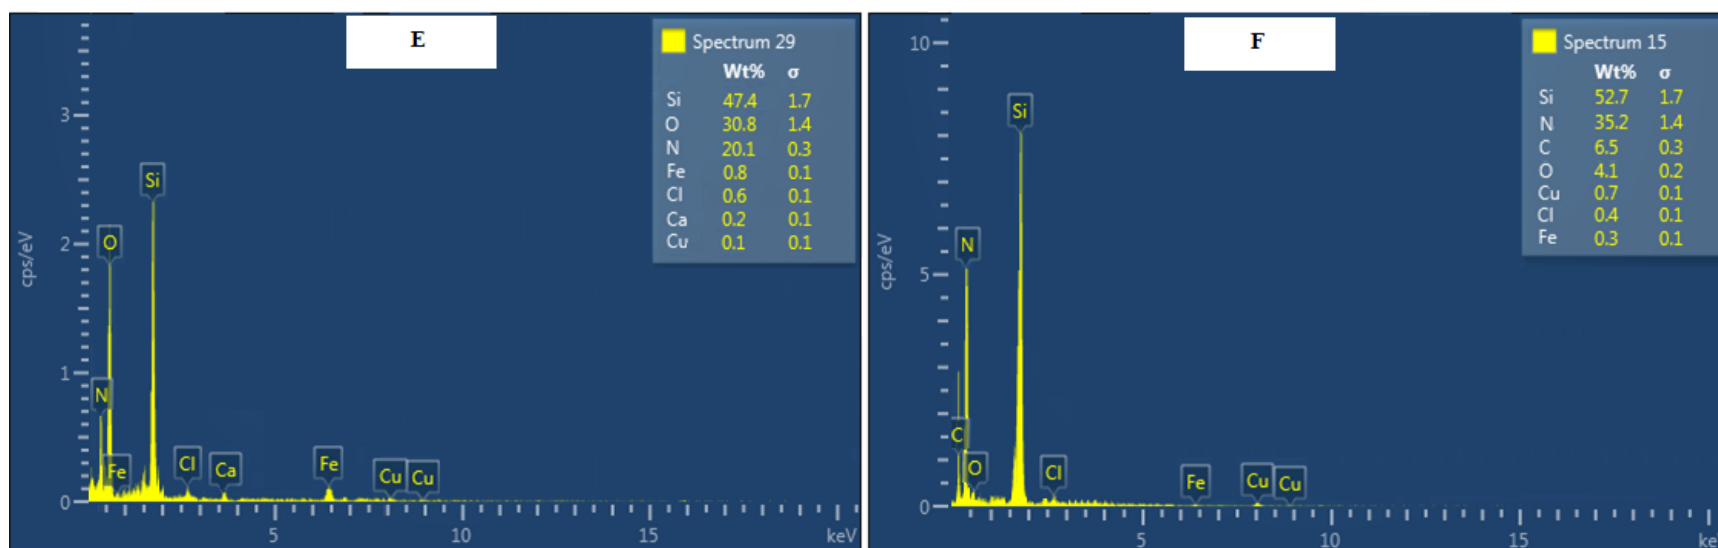 E
Spectrum 29
Wt% σ
Si 47.4 1.7
O 30.8 1.4
N 20.1 0.3
Fe 0.8 0.1
Cl 0.6 0.1
Ca 0.2 0.1
Cu 0.1 0.1
3
Si
O
2
cps/eV
1
N
Fe
Cl
Ca
Fe
Cu
Cu
0
5
10
15
keV
F
Spectrum 15
Wt% σ
Si 52.7 1.7
N 35.2 1.4
C 6.5 0.3
O 4.1 0.2
Cu 0.7 0.1
Cl 0.4 0.1
Fe 0.3 0.1
10
Si
N
cps/eV
5
C
O
Cl
Fe
Cu
Cu
0
5
10
15
ke